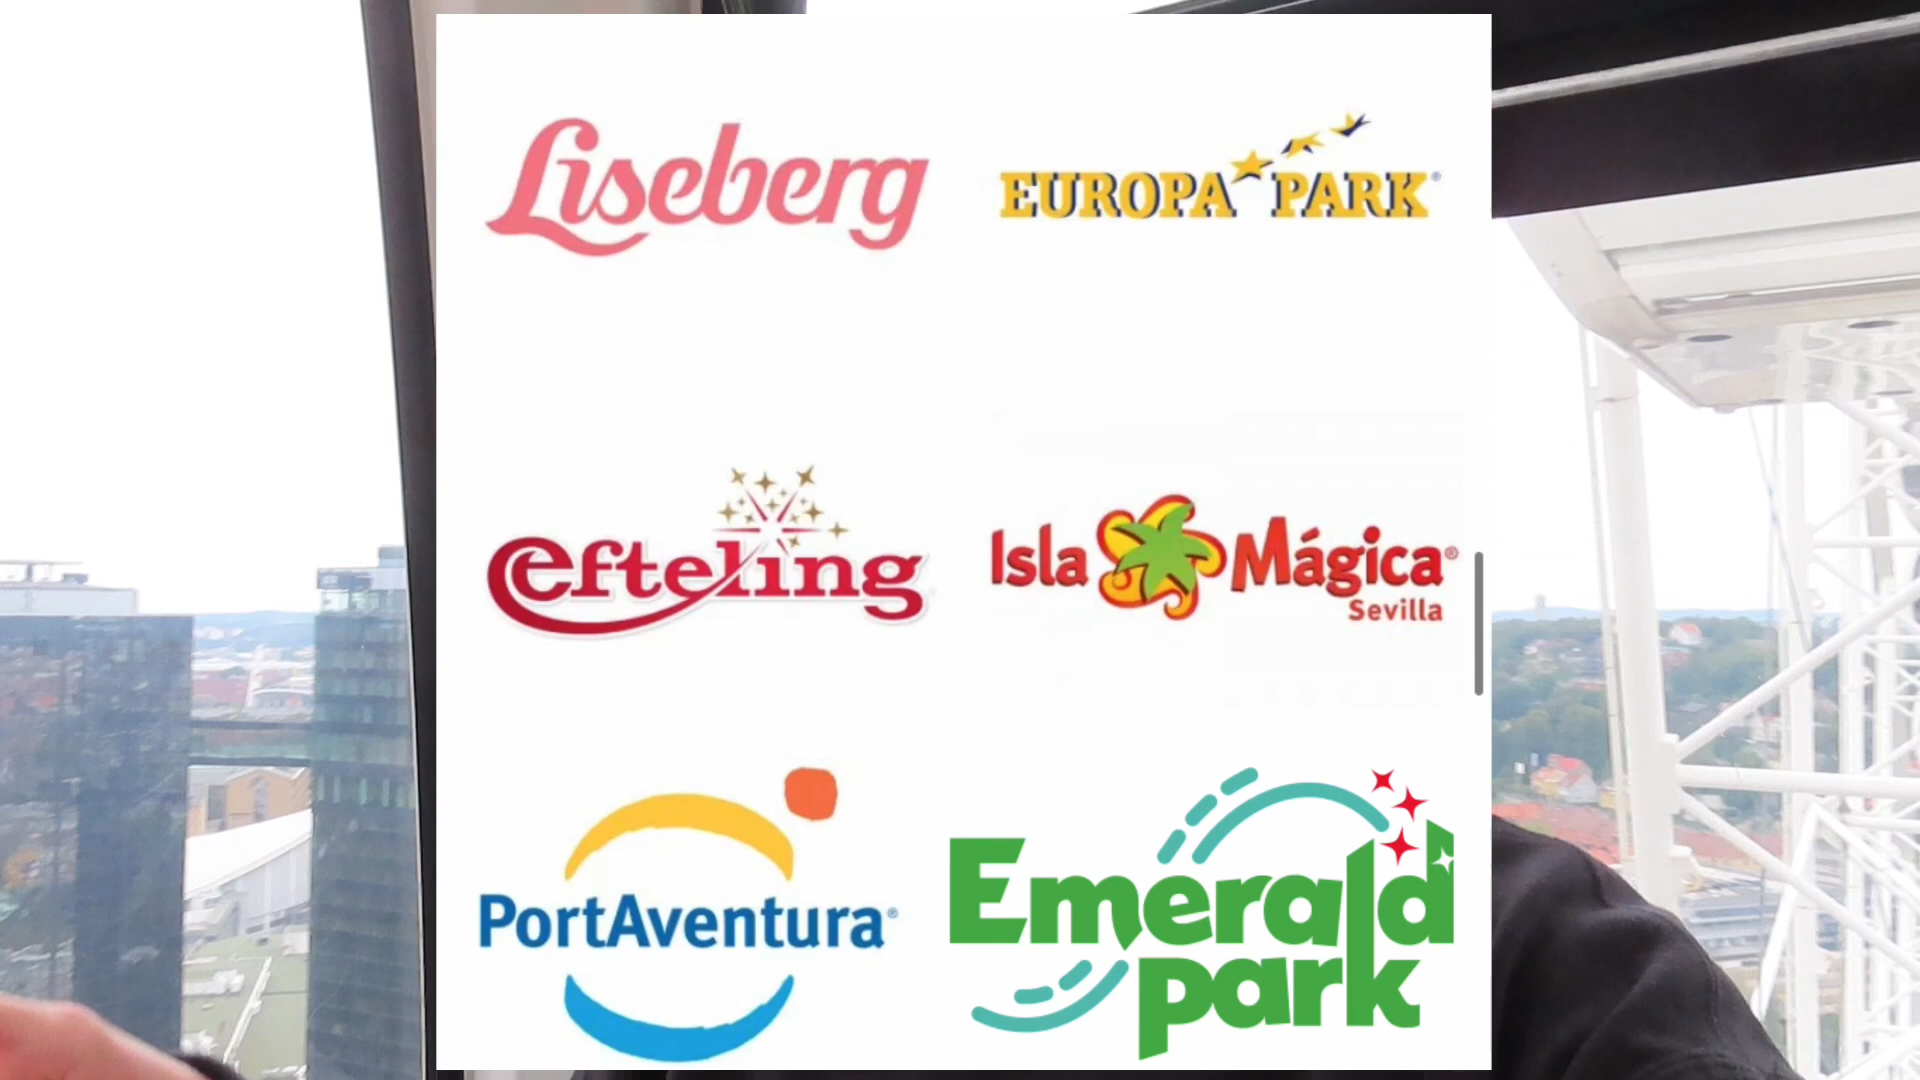 Liseberg
EUROPA PARK®
efteling
Isla Mágica®
Sevilla
PortAventura®
Emerald
park